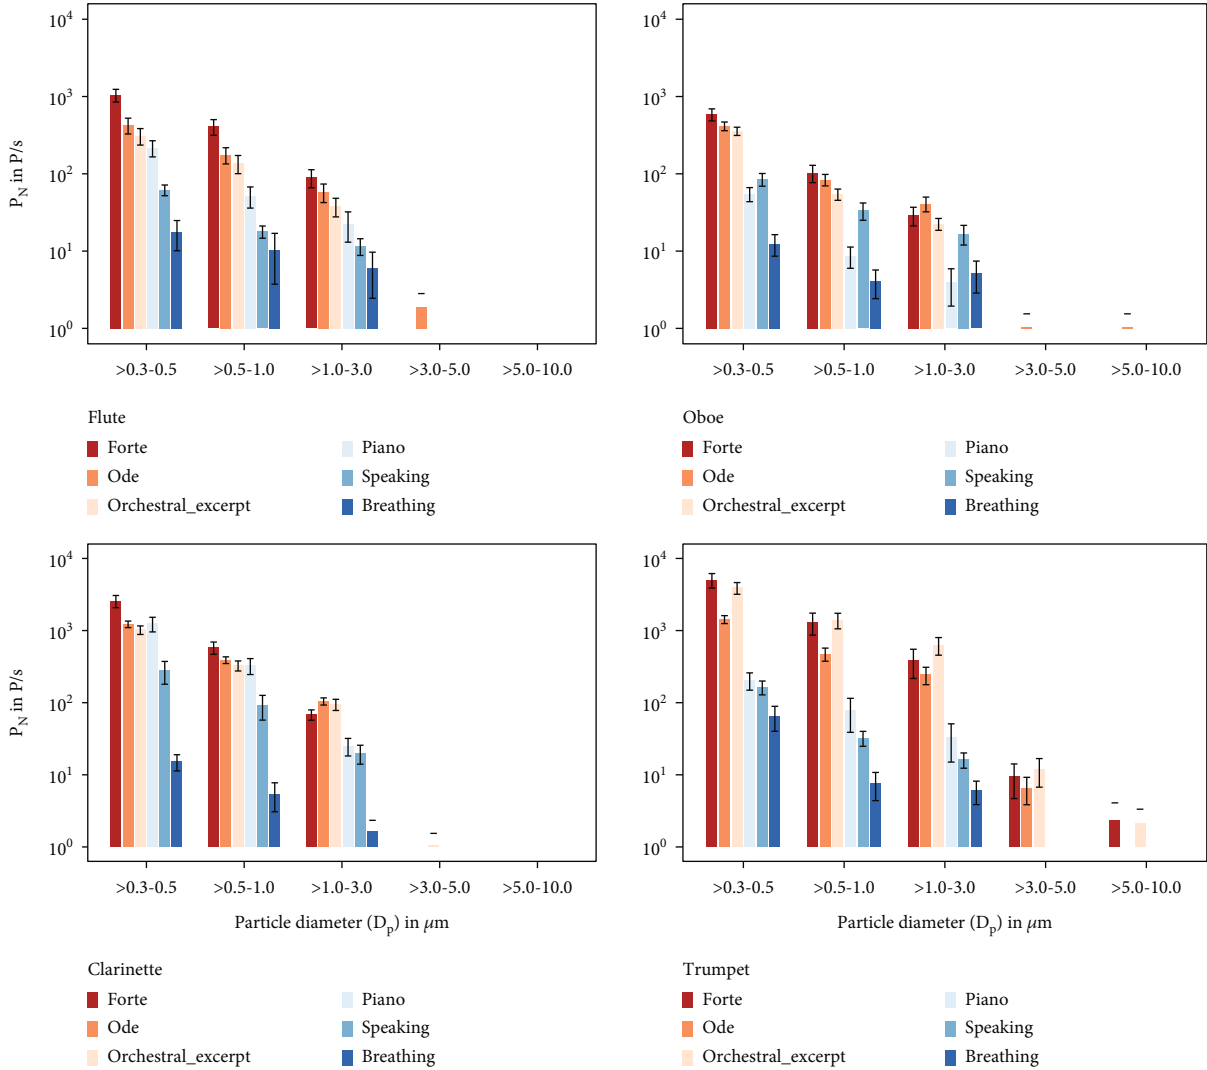 P_N in P/s
10^4
10^3
10^2
10^1
10^0
>0.3-0.5 >0.5-1.0 >1.0-3.0 >3.0-5.0 >5.0-10.0
Flute
Forte Piano
Ode Speaking
Orchestral_excerpt Breathing
10^4
10^3
10^2
10^1
10^0
>0.3-0.5 >0.5-1.0 >1.0-3.0 >3.0-5.0 >5.0-10.0
Oboe
Forte Piano
Ode Speaking
Orchestral_excerpt Breathing
P_N in P/s
10^4
10^3
10^2
10^1
10^0
>0.3-0.5 >0.5-1.0 >1.0-3.0 >3.0-5.0 >5.0-10.0
Particle diameter (D_p) in μm
Clarinette
Forte Piano
Ode Speaking
Orchestral_excerpt Breathing
10^4
10^3
10^2
10^1
10^0
>0.3-0.5 >0.5-1.0 >1.0-3.0 >3.0-5.0 >5.0-10.0
Particle diameter (D_p) in μm
Trumpet
Forte Piano
Ode Speaking
Orchestral_excerpt Breathing